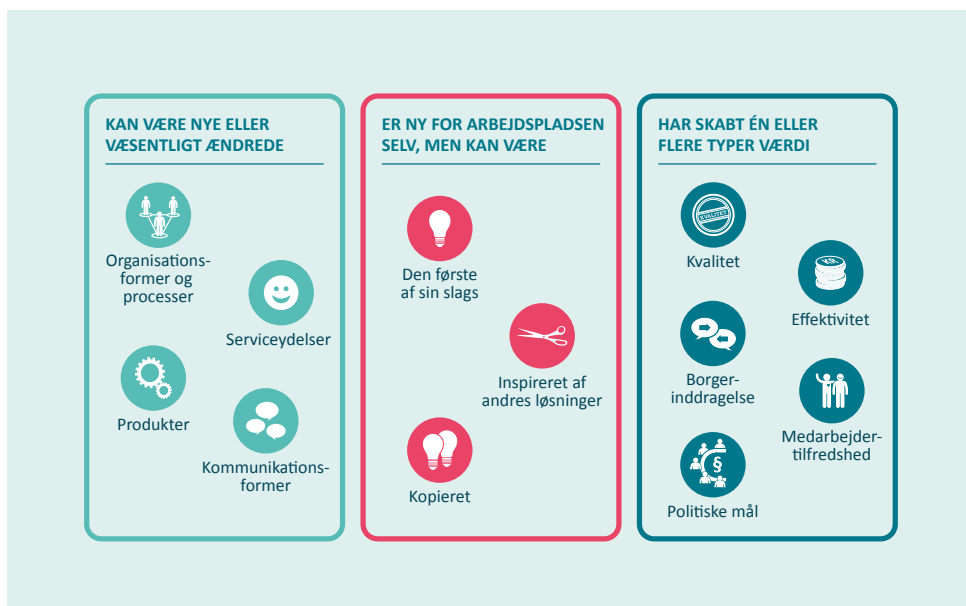 KAN VÆRE NYE ELLER
VÆSENTLIGT ÆNDREDE
Organisations-
former og
processer
Serviceydelser
Produkter
Kommunikations-
former
ER NY FOR ARBEJDSPLADSEN
SELV, MEN KAN VÆRE
Den første
af sin slags
Inspireret af
andres løsninger
Kopieret
HAR SKABT ÉN ELLER
FLERE TYPER VÆRDI
KVALITET
Kvalitet
KR
Effektivitet
Borger-
inddragelse
Medarbejder-
tilfredshed
§
Politiske mål